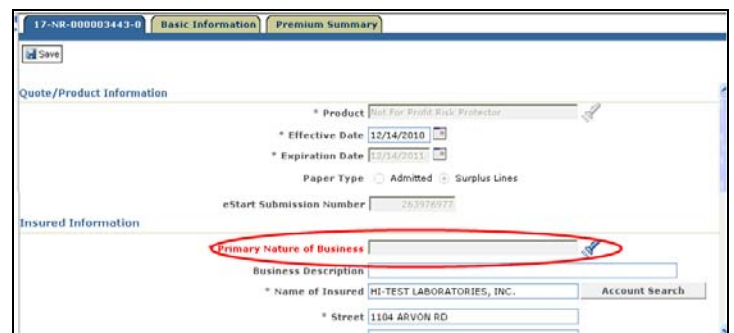 17-NR-000003443-0 Basic Information Premium Summary
Save
Quote/Product Information
* Product Not For Profit Risk Protector
* Effective Date 12/14/2010
* Expiration Date 12/14/2011
Paper Type Admitted Surplus Lines
eStart Submission Number 263976977
Insured Information
Primary Nature of Business
Business Description
* Name of Insured HI-TEST LABORATORIES, INC. Account Search
* Street 1104 ARVON RD